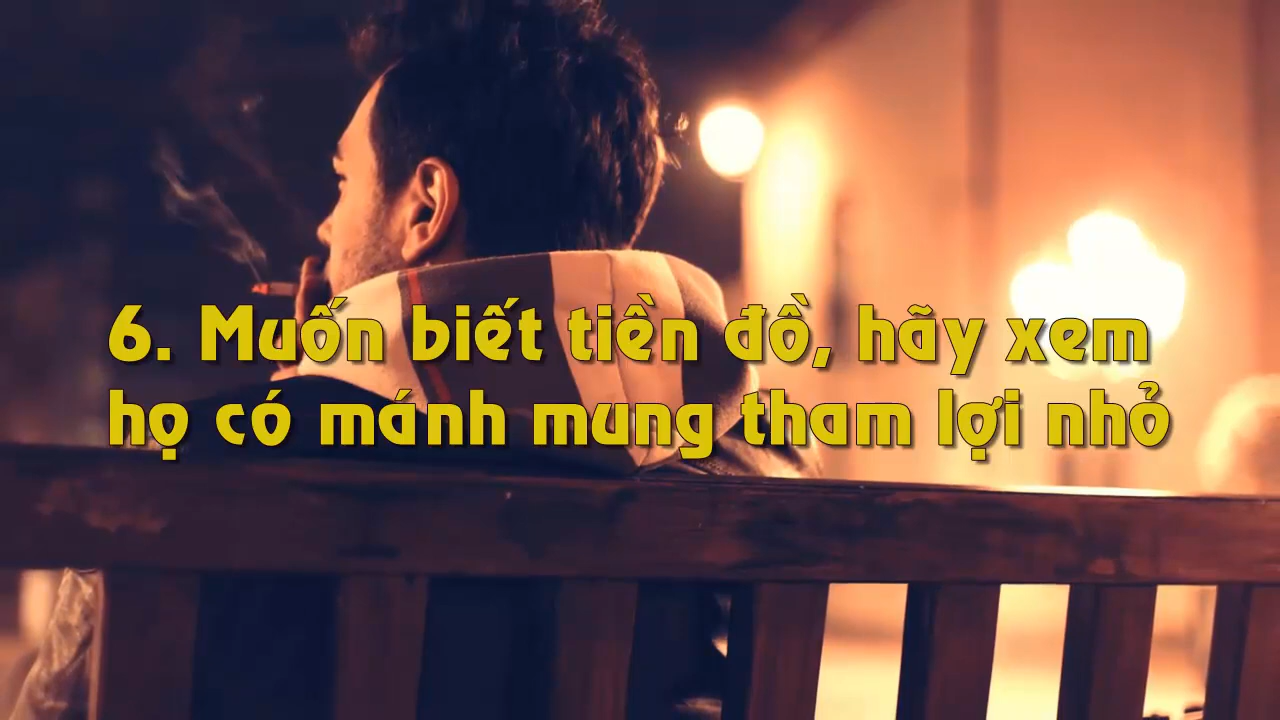 6. Muốn biết tiền đồ, hãy xem
họ có mánh mung tham lợi nhỏ